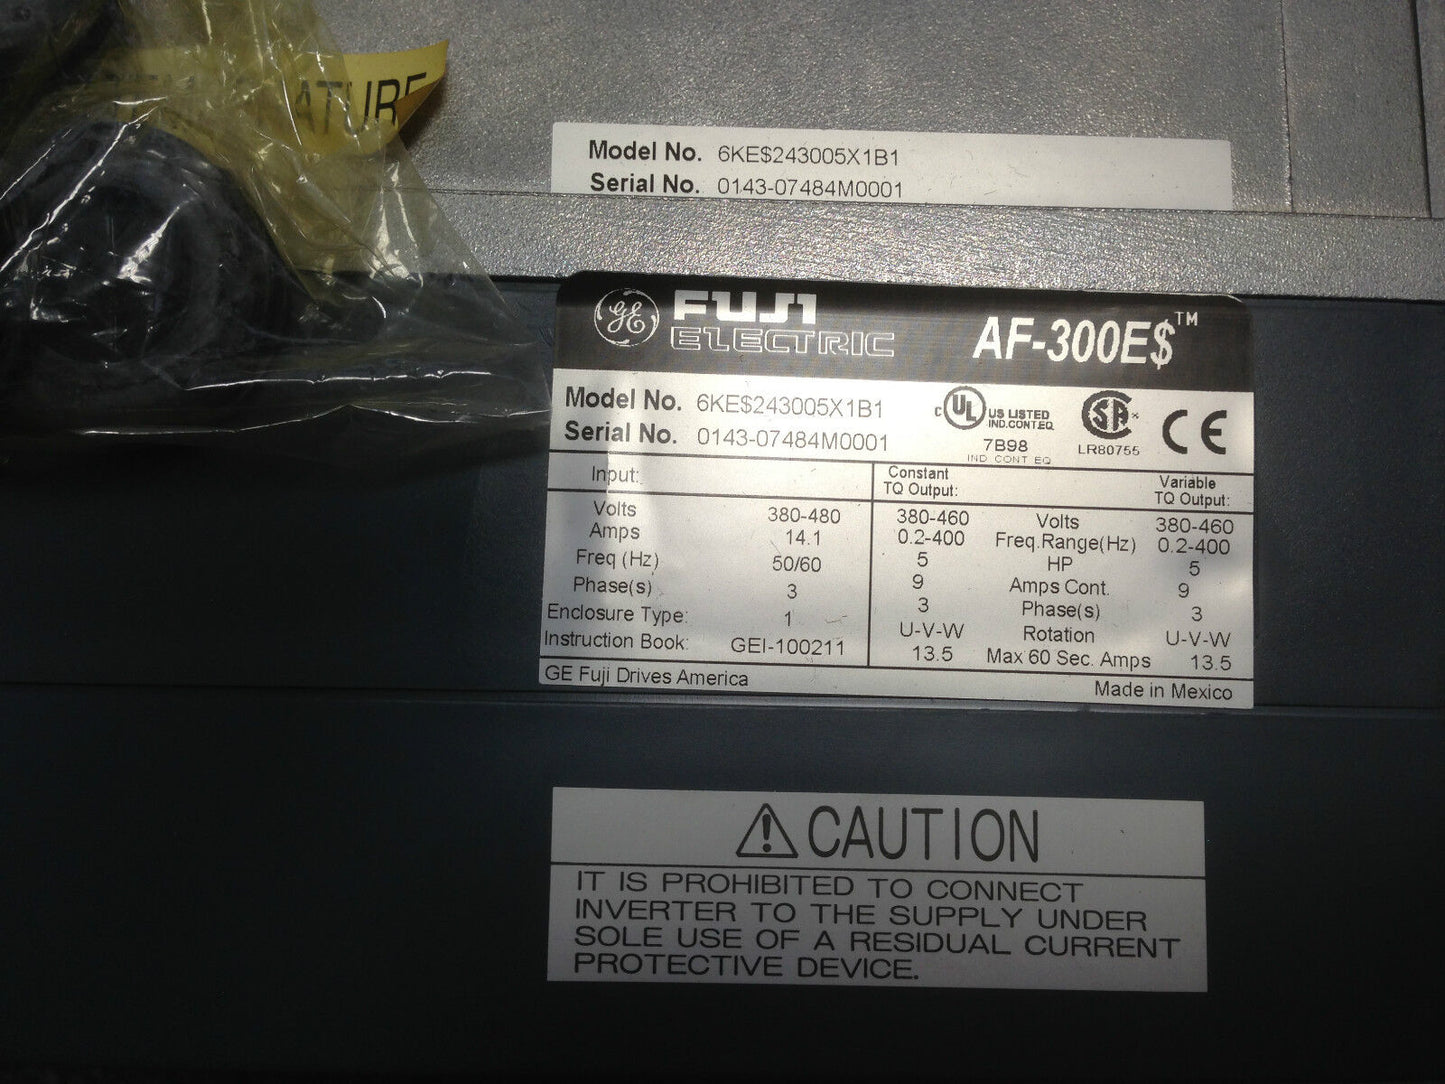 ATURE
Model No. 6KE$243005X1B1
Serial No. 0143-07484M0001
GE FUJI ELECTRIC AF-300E$™
Model No. 6KE$243005X1B1
Serial No. 0143-07484M0001
c UL US LISTED IND.CONT.EQ
7B98
IND CONT EQ
SA
LR80755
CE
Input: Constant TQ Output: Variable TQ Output:
Volts 380-480 380-460 Volts 380-460
Amps 14.1 0.2-400 Freq.Range(Hz) 0.2-400
Freq (Hz) 50/60 5 HP 5
Phase(s) 3 9 Amps Cont. 9
Enclosure Type: 1 3 Phase(s) 3
Instruction Book: GEI-100211 U-V-W Rotation U-V-W
13.5 Max 60 Sec. Amps 13.5
GE Fuji Drives America Made in Mexico
CAUTION
IT IS PROHIBITED TO CONNECT
INVERTER TO THE SUPPLY UNDER
SOLE USE OF A RESIDUAL CURRENT
PROTECTIVE DEVICE.